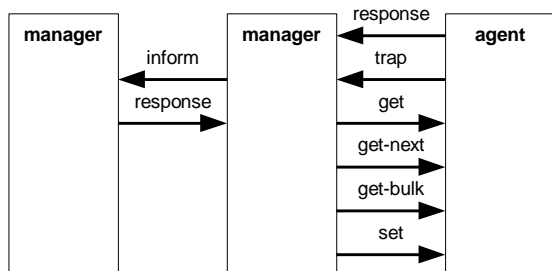 response
manager
manager
agent
inform
trap
response
get
get-next
get-bulk
set